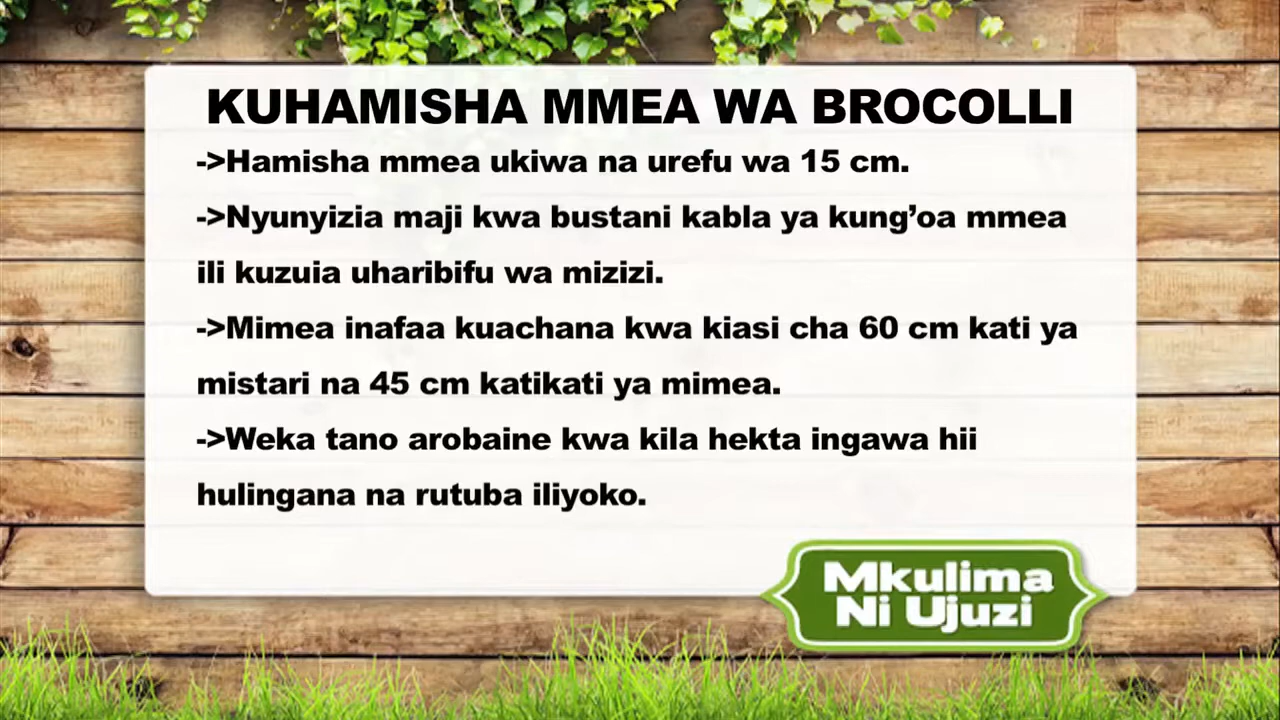 KUHAMISHA MMEA WA BROCOLLI
->Hamisha mmea ukiwa na urefu wa 15 cm.
->Nyunyizia maji kwa bustani kabla ya kung’oa mmea
ili kuzuia uharibifu wa mizizi.
->Mimea inafaa kuachana kwa kiasi cha 60 cm kati ya
mistari na 45 cm katikati ya mimea.
->Weka tano arobaine kwa kila hekta ingawa hii
hulingana na rutuba iliyoko.
Mkulima
Ni Ujuzi